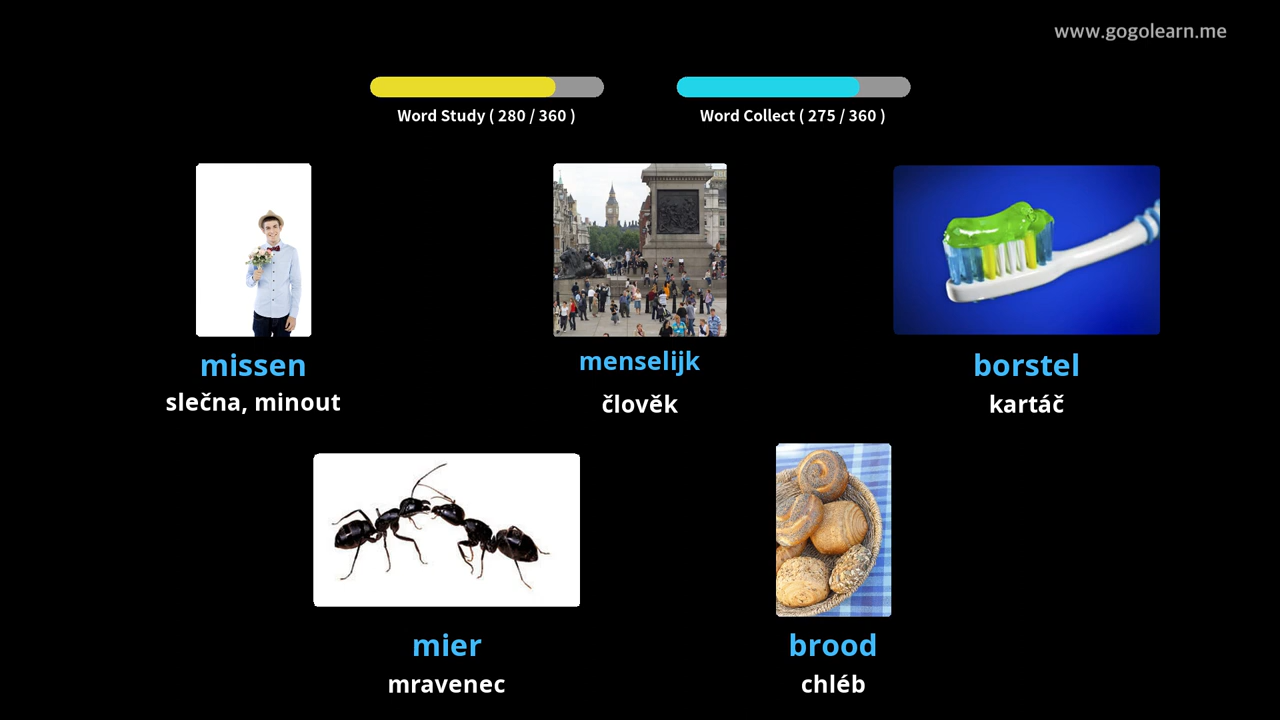 www.gogolearn.me
Word Study ( 280 / 360 )
Word Collect ( 275 / 360 )
missen
slečna, minout
menselijk
člověk
borstel
kartáč
mier
mravenec
brood
chléb